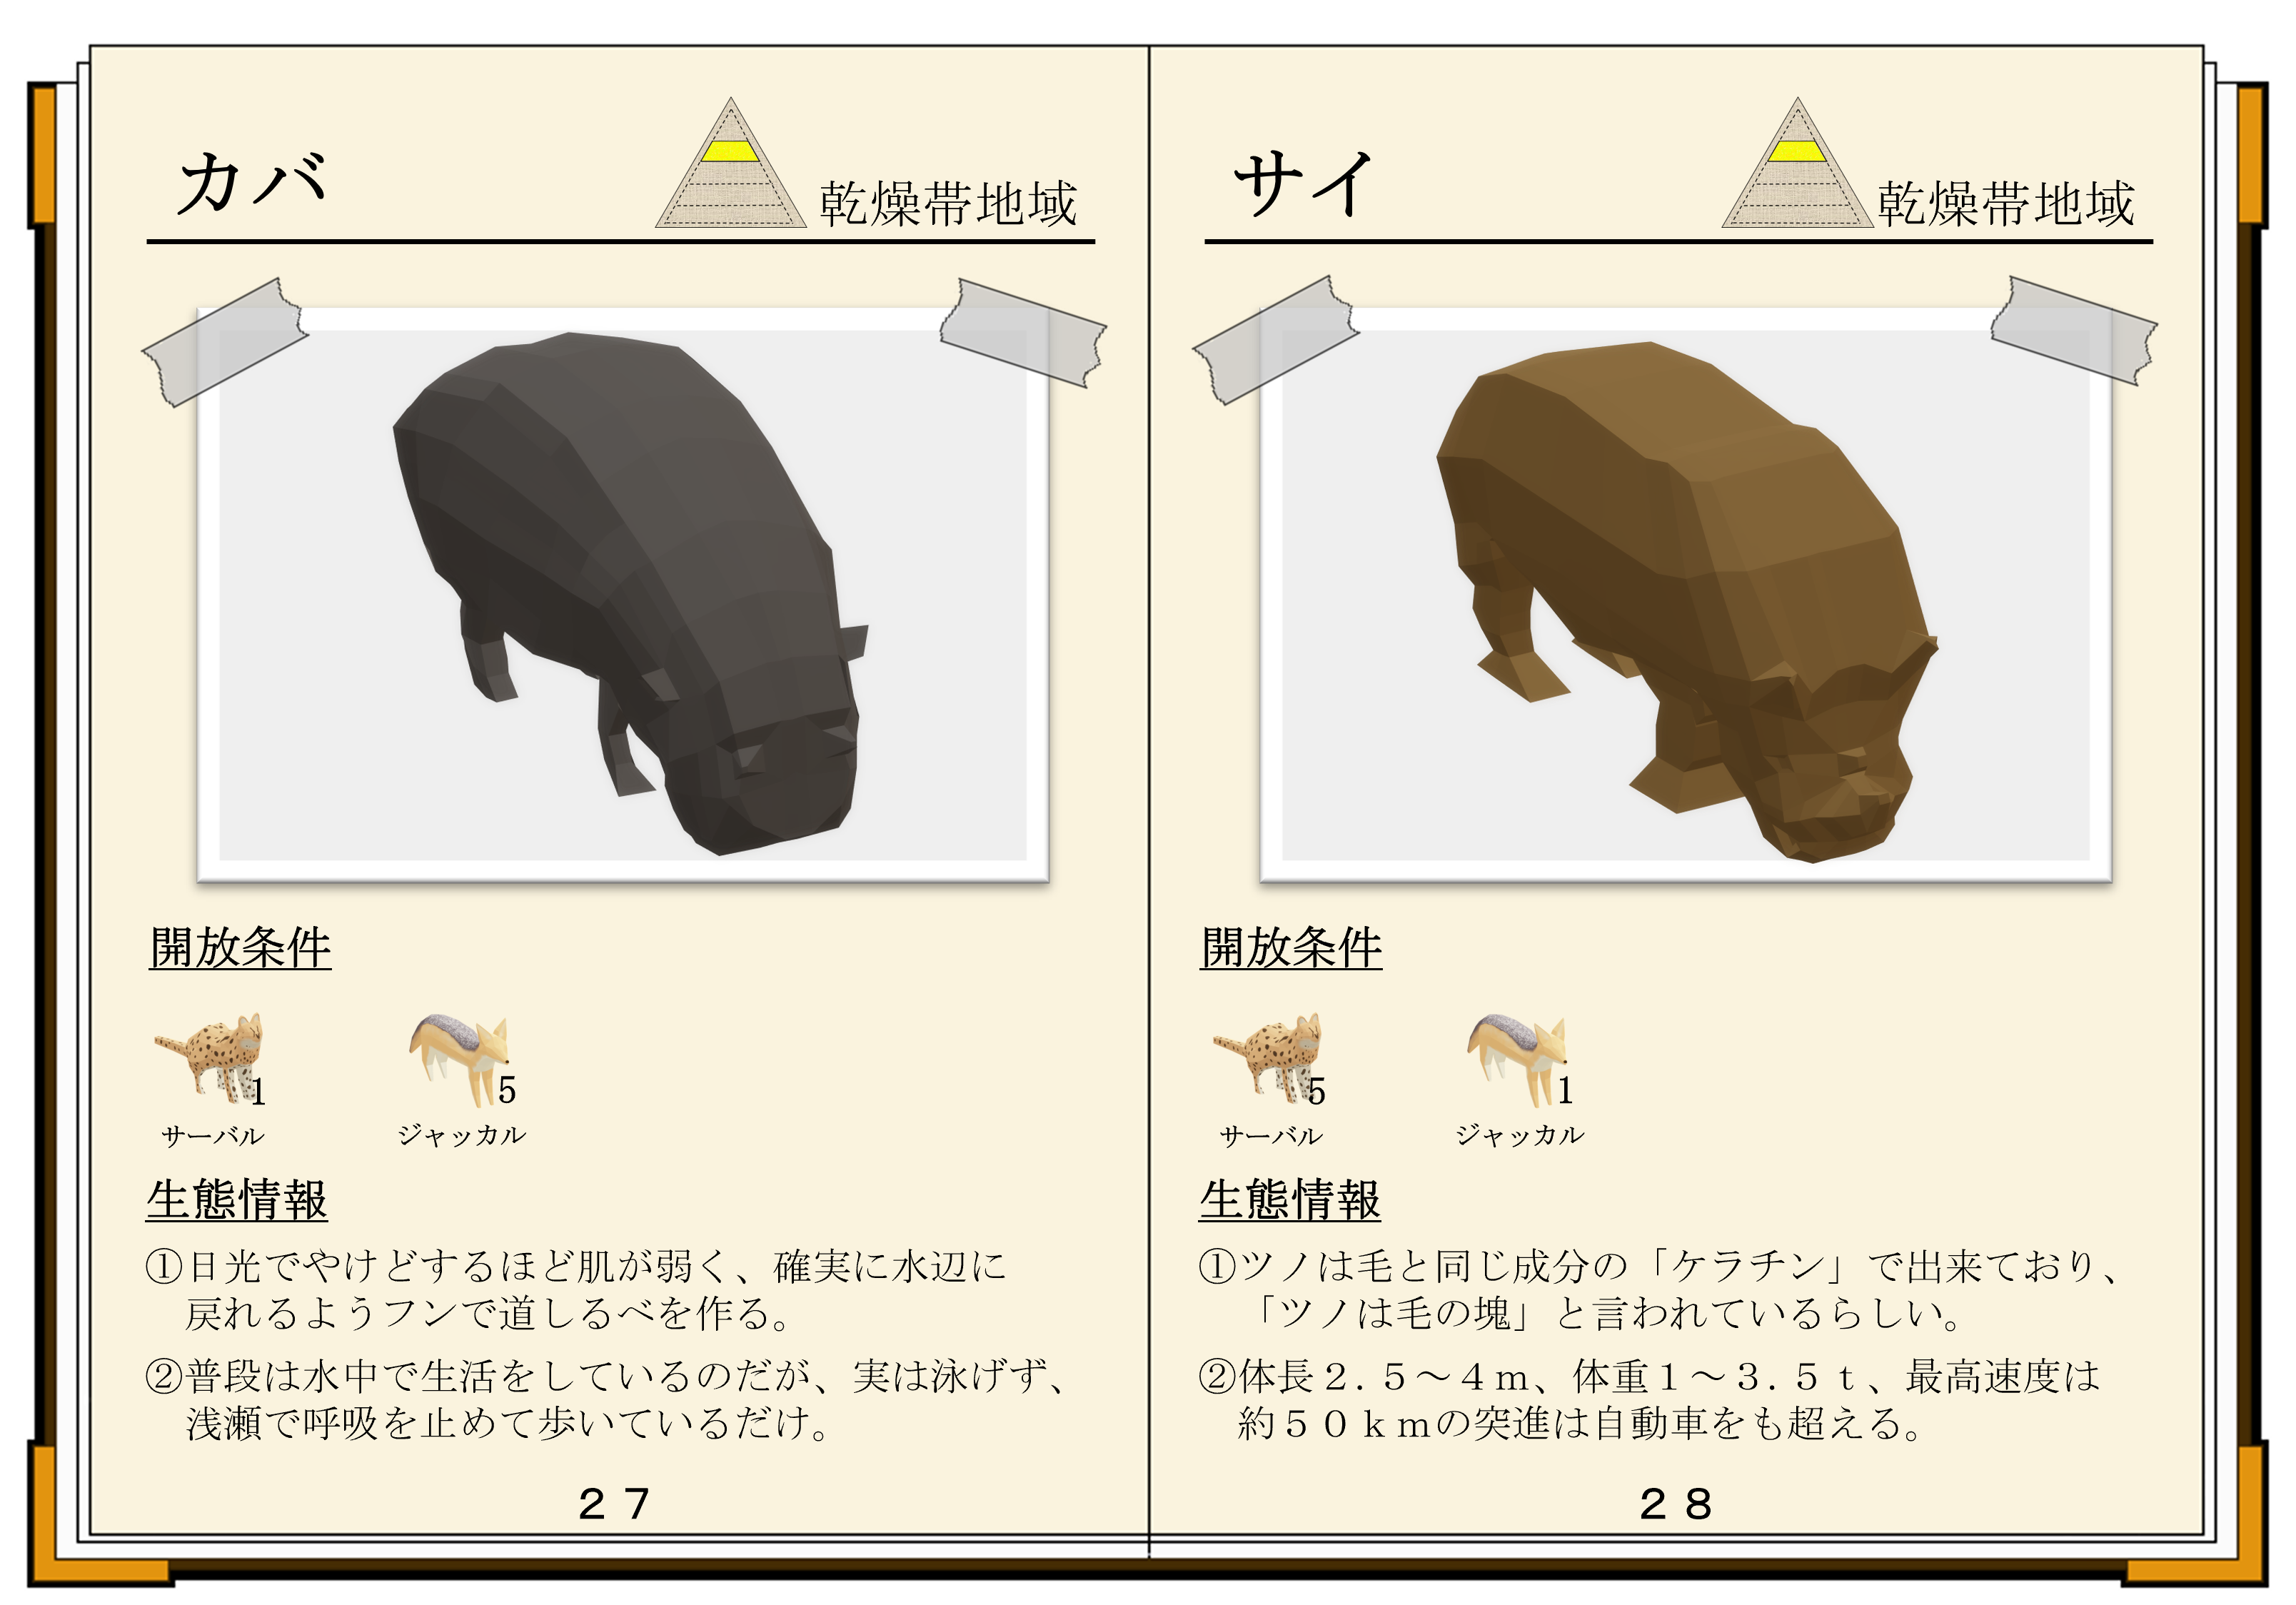 カバ
乾燥帯地域
開放条件
1
5
サーバル
ジャッカル
生態情報
①日光でやけどするほど肌が弱く、確実に水辺に
戻れるようフンで道しるべを作る。
②普段は水中で生活をしているのだが、実は泳げず、
浅瀬で呼吸を止めて歩いているだけ。
２７
サイ
乾燥帯地域
開放条件
5
1
サーバル
ジャッカル
生態情報
①ツノは毛と同じ成分の「ケラチン」で出来ており、
「ツノは毛の塊」と言われているらしい。
②体長２.５～４ｍ、体重１～３.５ｔ、最高速度は
約５０ｋｍの突進は自動車をも超える。
２８